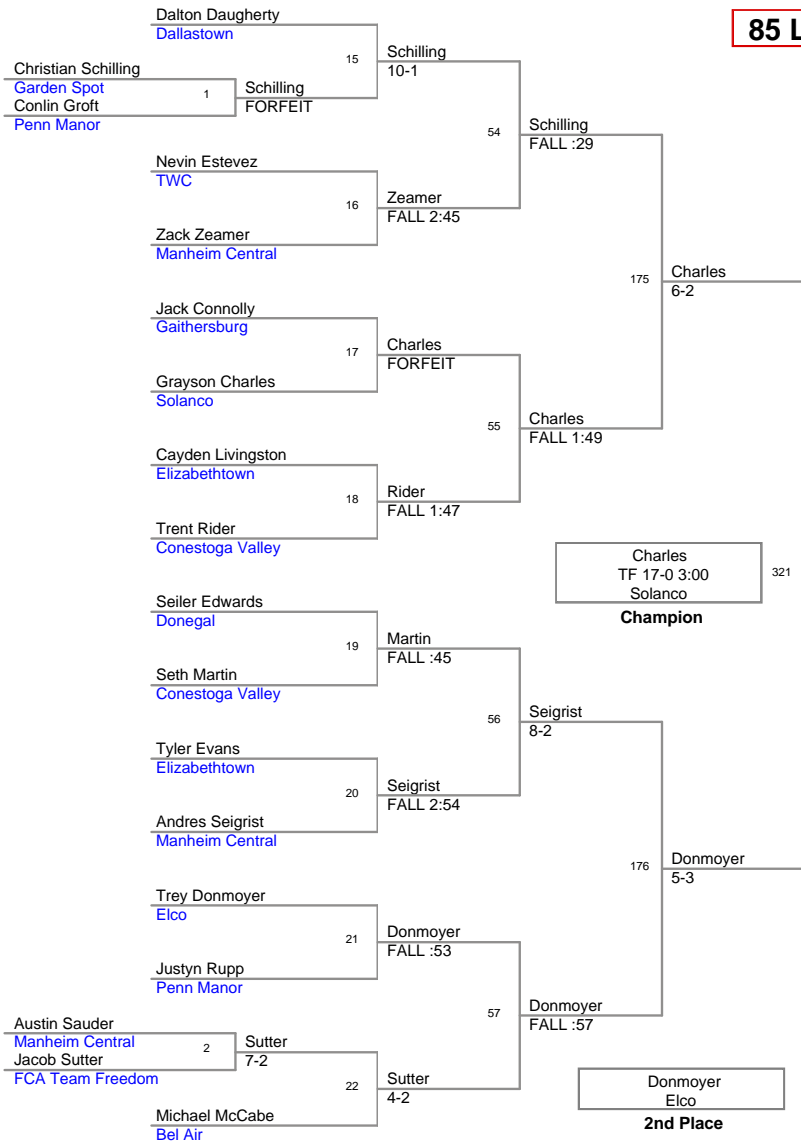 Dalton Daugherty
Dallastown
85 L
15
Schilling
10-1
Christian Schilling
Garden Spot
1
Schilling
FORFEIT
Conlin Groft
Penn Manor
54
Schilling
FALL :29
Nevin Estevez
TWC
16
Zeamer
FALL 2:45
Zack Zeamer
Manheim Central
175
Charles
6-2
Jack Connolly
Gaithersburg
17
Charles
FORFEIT
Grayson Charles
Solanco
55
Charles
FALL 1:49
Cayden Livingston
Elizabethtown
18
Rider
FALL 1:47
Trent Rider
Conestoga Valley
Charles
TF 17-0 3:00
Solanco
321
Champion
Seiler Edwards
Donegal
19
Martin
FALL :45
Seth Martin
Conestoga Valley
56
Seigrist
8-2
Tyler Evans
Elizabethtown
20
Seigrist
FALL 2:54
Andres Seigrist
Manheim Central
176
Donmoyer
5-3
Trey Donmoyer
Elco
21
Donmoyer
FALL :53
Justyn Rupp
Penn Manor
57
Donmoyer
FALL :57
Austin Sauder
Manheim Central
2
Sutter
7-2
Jacob Sutter
FCA Team Freedom
22
Sutter
4-2
Michael McCabe
Bel Air
Donmoyer
Elco
2nd Place